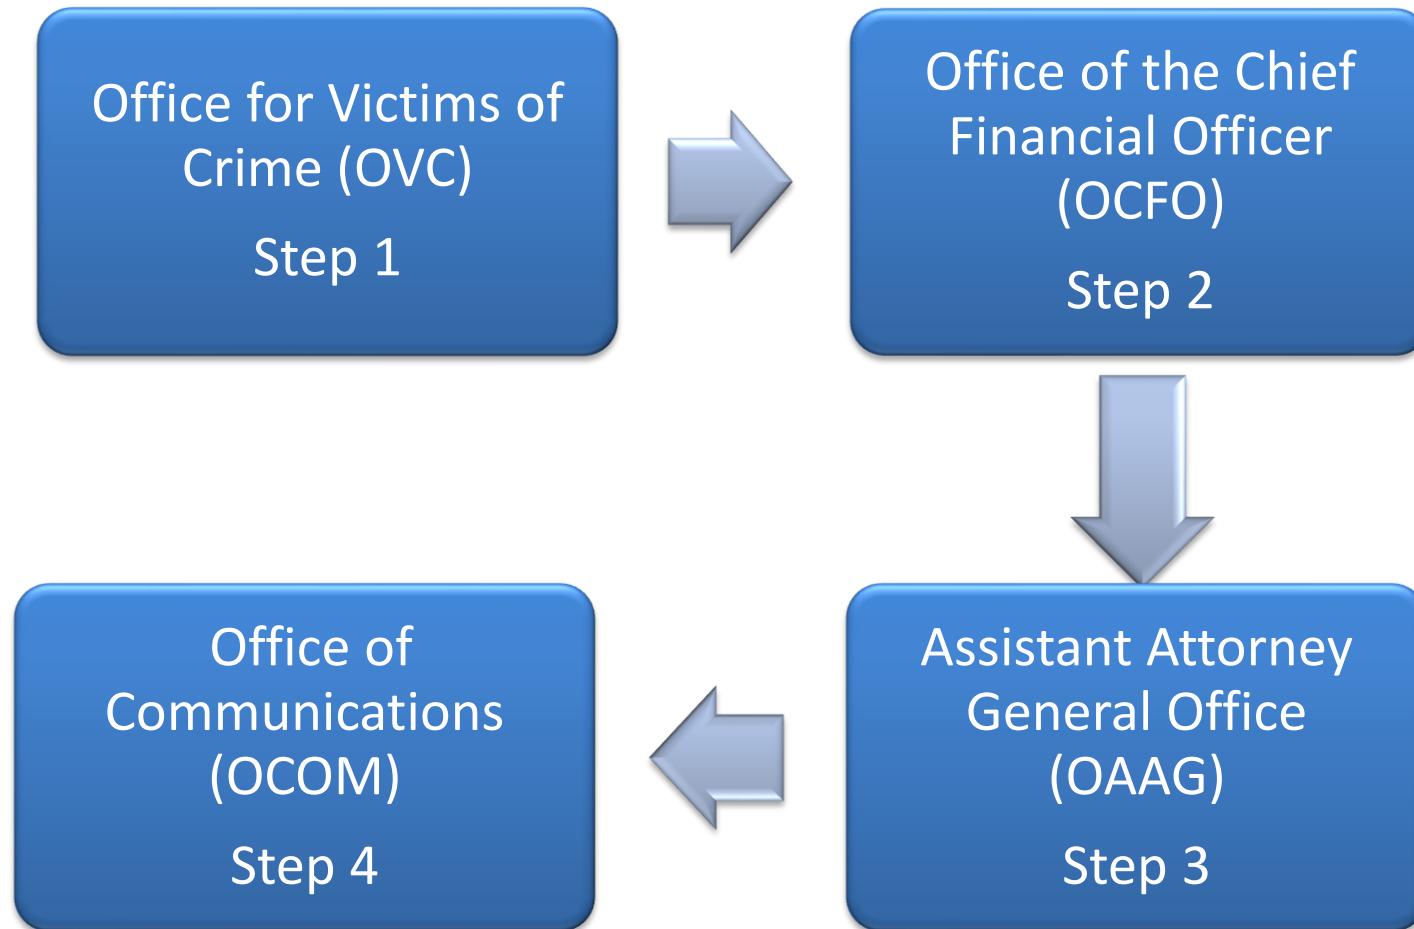 Office for Victims of
Crime (OVC)
Step 1
Office of the Chief
Financial Officer
(OCFO)
Step 2
Assistant Attorney
General Office
(OAAG)
Step 3
Office of
Communications
(OCOM)
Step 4